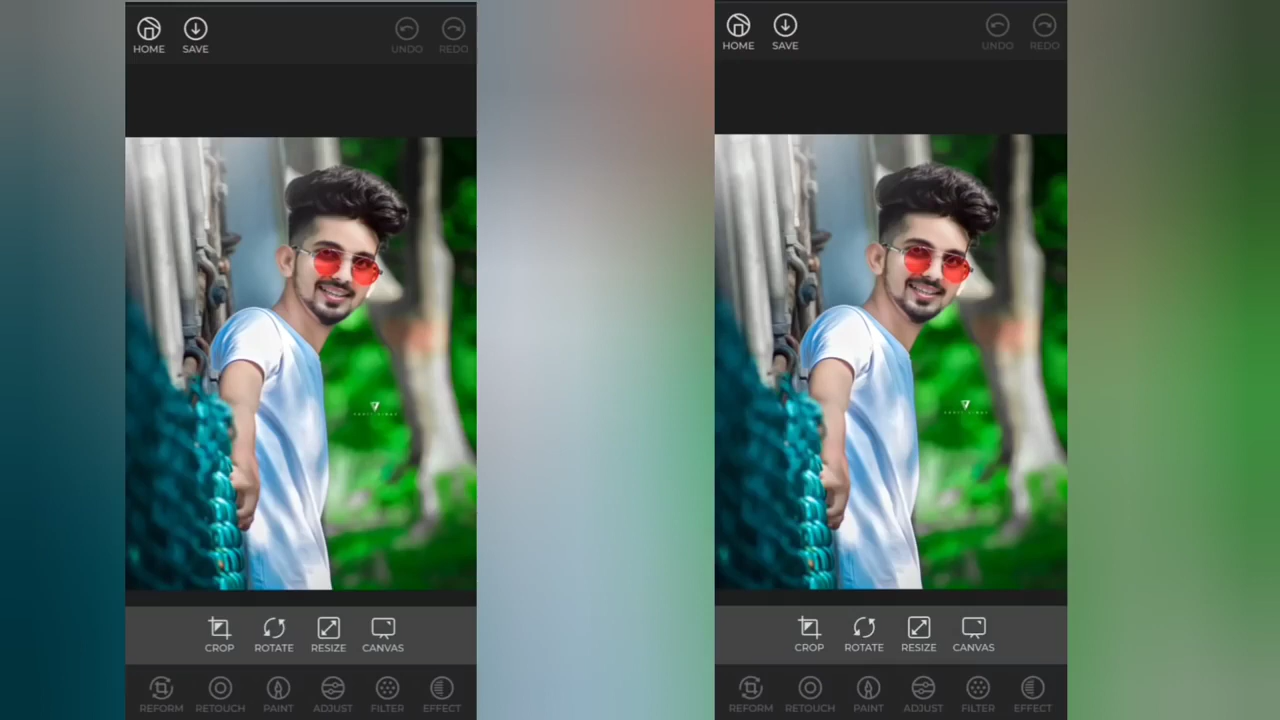 HOME SAVE UNDO REDO
CROP ROTATE RESIZE CANVAS
REFORM RETOUCH PAINT ADJUST FILTER EFFECT
HOME SAVE UNDO REDO
CROP ROTATE RESIZE CANVAS
REFORM RETOUCH PAINT ADJUST FILTER EFFECT